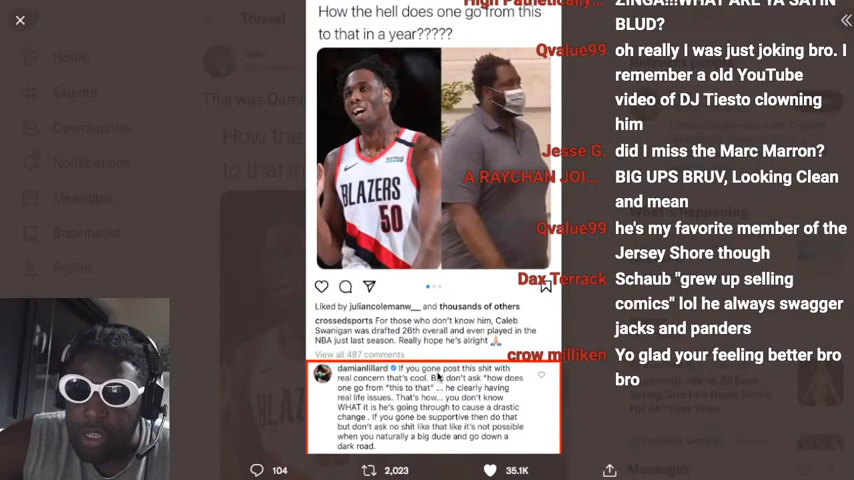 Thread
Home
Explore
Communities
Notifications
Messages
Bookmarks
This was Dami
How the hell does one go from this
to that in a year?????
BLAZERS
50
Liked by juliancolemanw__ and thousands of others
crossedsports For those who don't know him, Caleb
Swanigan was drafted 26th overall and even played in the
NBA just last season. Really hope he's alright 🙏🏼
View all 487 comments
damianlillard If you gone post this shit with
real concern that's cool. But don't ask "how does
one go from "this to that" ... he clearly having
real life issues. That's how... you don't know
WHAT it is he's going through to cause a drastic
change . If you gone be supportive then do that
but don't ask no shit like that like it's not possible
when you naturally a big dude and go down a
dark road.
104
2,023
35.1K
High Pathetically...
ZINGA!!!WHAT ARE YA SAYIN
BLUD?
Qvalue99
oh really I was just joking bro. I
remember a old YouTube
video of DJ Tiesto clowning
him
Jesse G.
did I miss the Marc Marron?
A RAYCHAN JOI...
BIG UPS BRUV, Looking Clean
and mean
Qvalue99
he's my favorite member of the
Jersey Shore though
Dax Terrack
Schaub "grew up selling
comics" lol he always swagger
jacks and panders
crow milliken
Yo glad your feeling better bro
bro
Messages